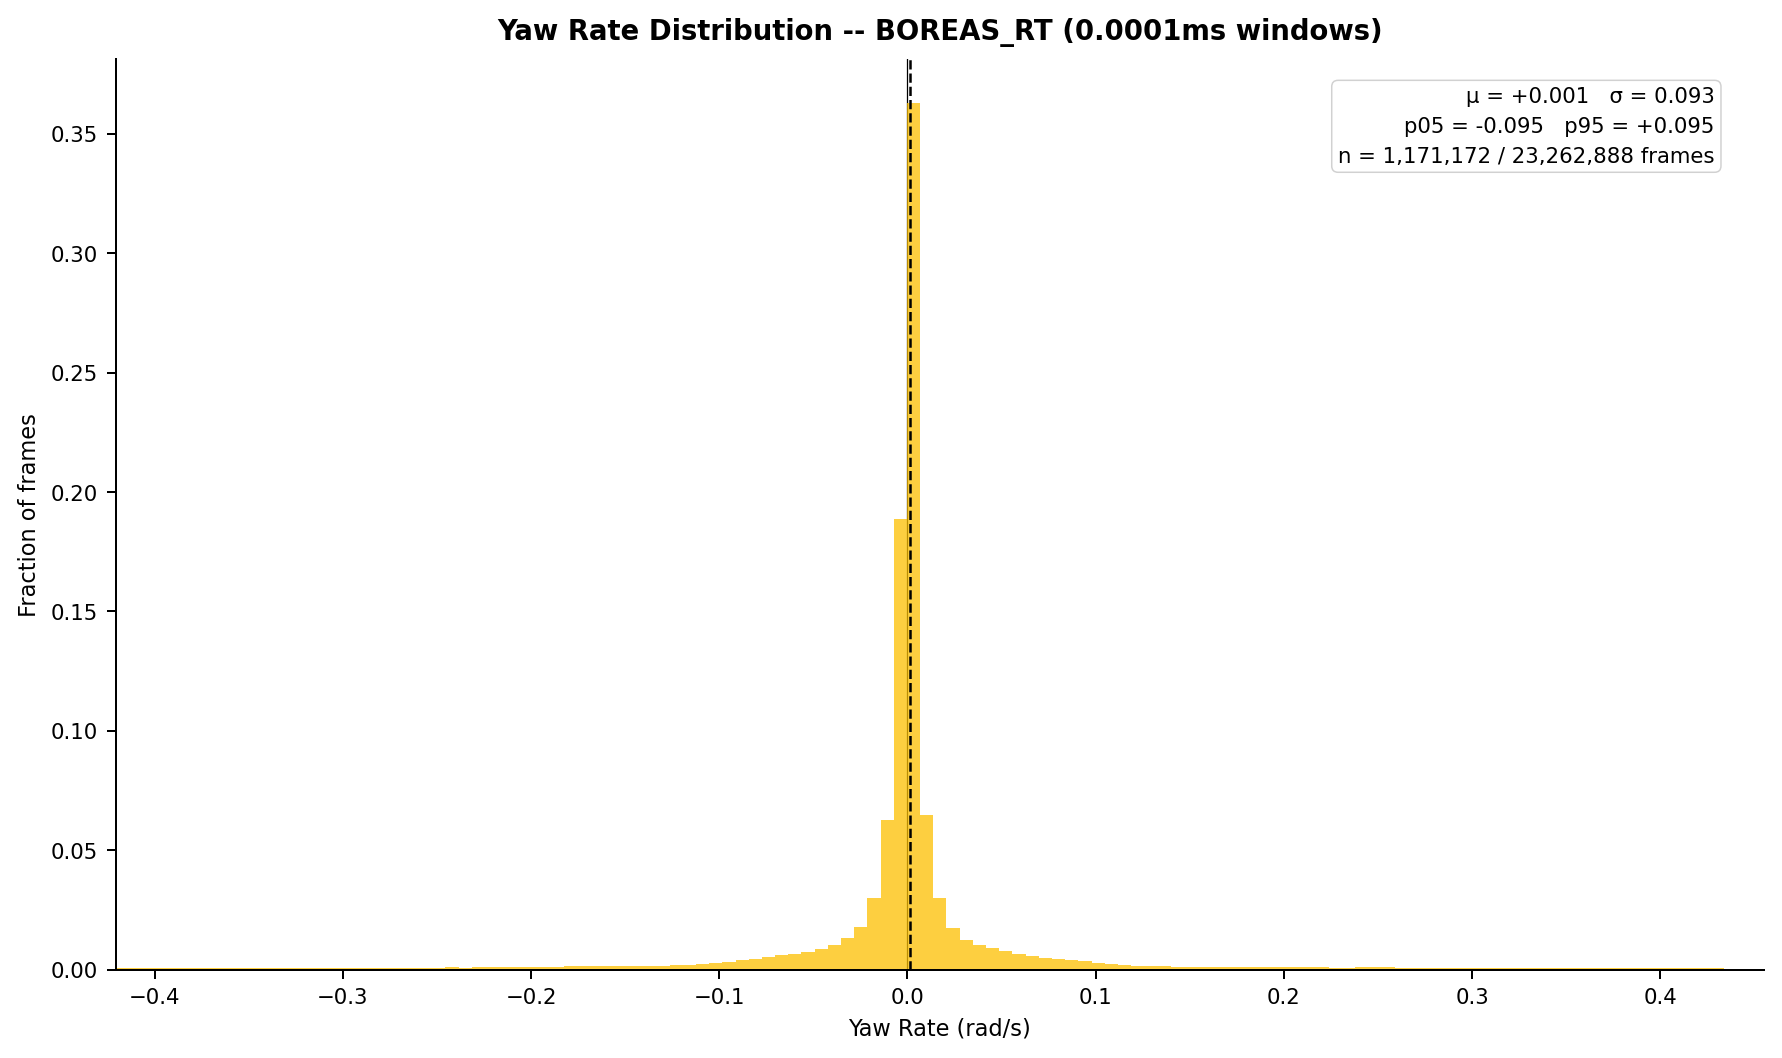 Yaw Rate Distribution -- BOREAS_RT (0.0001ms windows)
μ = +0.001   σ = 0.093
p05 = -0.095   p95 = +0.095
n = 1,171,172 / 23,262,888 frames
Fraction of frames
0.35
0.30
0.25
0.20
0.15
0.10
0.05
0.00
−0.4
−0.3
−0.2
−0.1
0.0
0.1
0.2
0.3
0.4
Yaw Rate (rad/s)